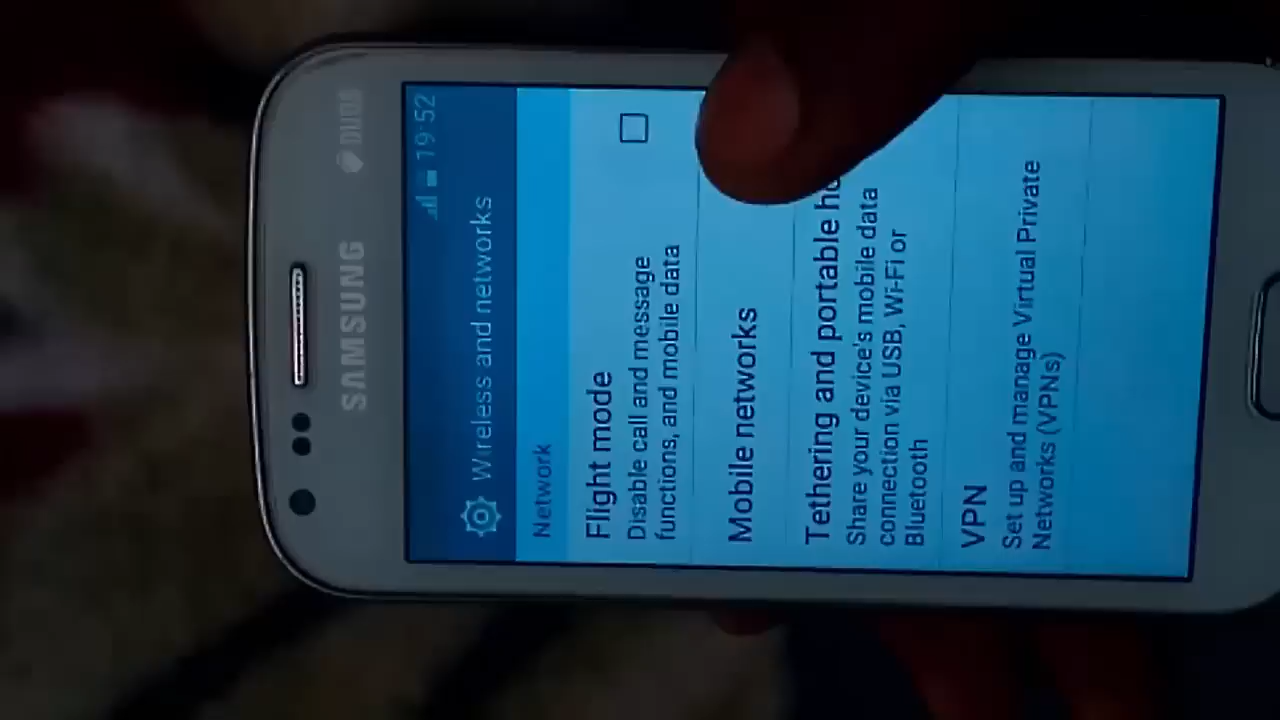 DUOS
SAMSUNG
19:52
Wireless and networks
Network
Flight mode
Disable call and message
functions, and mobile data
Mobile networks
Tethering and portable ho
Share your device's mobile data
connection via USB, Wi-Fi or
Bluetooth
VPN
Set up and manage Virtual Private
Networks (VPNs)